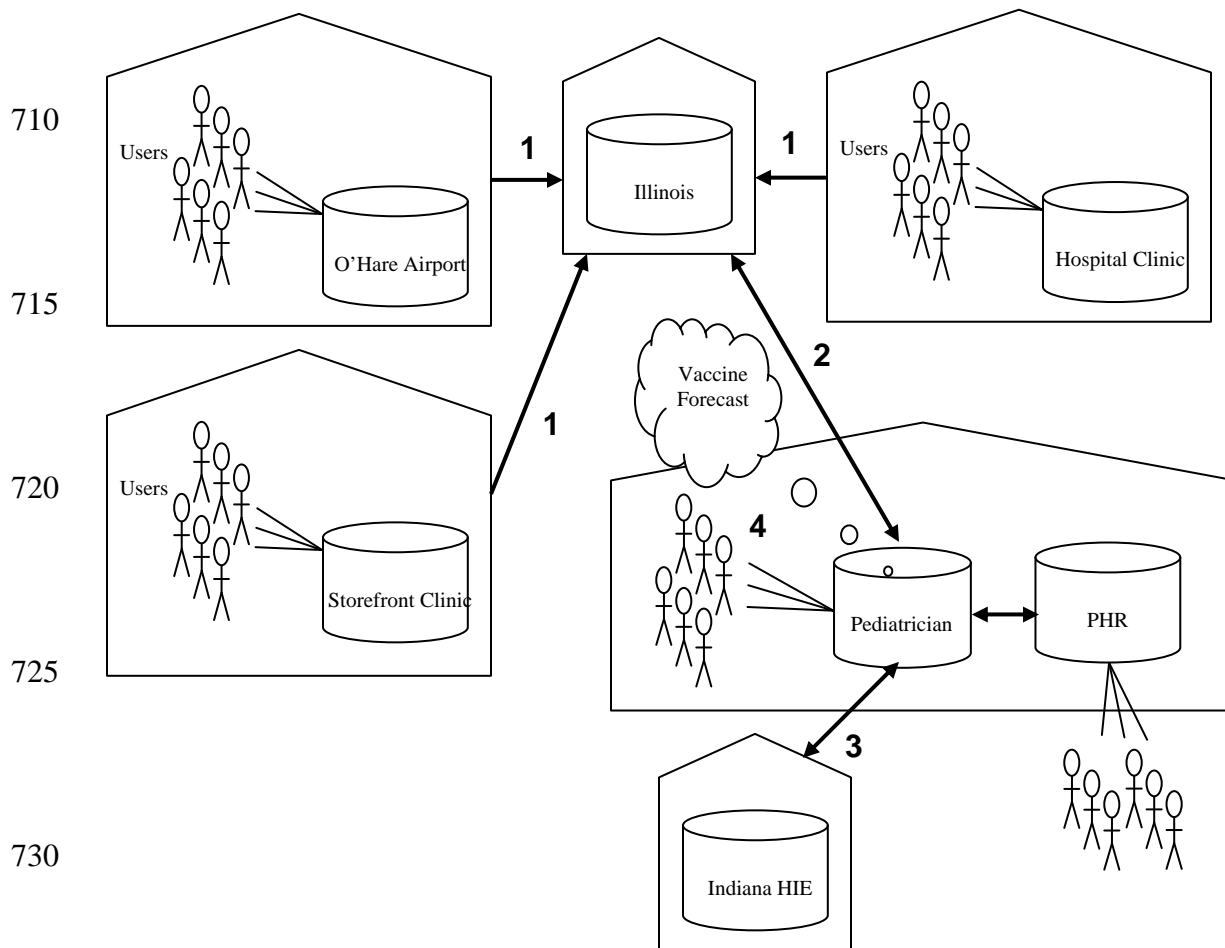 710
Users
1
1
Users
Illinois
O'Hare Airport
Hospital Clinic
715
2
Vaccine
Forecast
1
720
Users
4
Storefront Clinic
Pediatrician
PHR
725
3
730
Indiana HIE